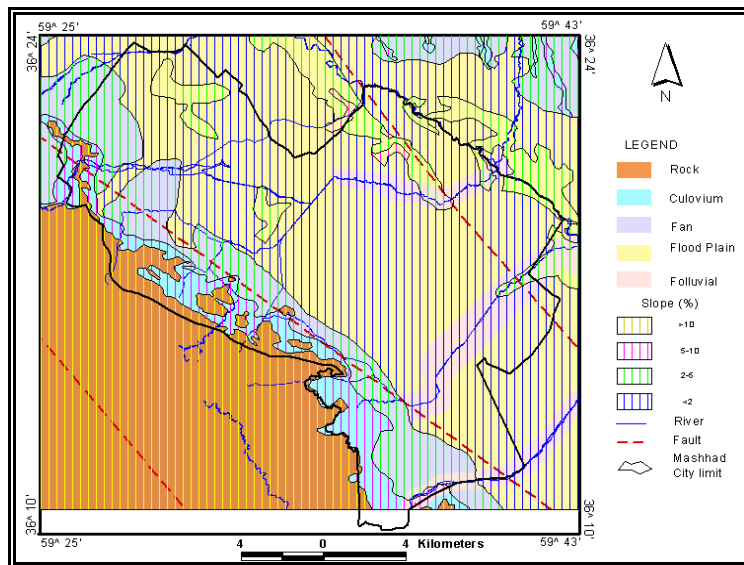 59^ 25'
59^ 43'
36^ 24'
36^ 24'
N
LEGEND
Rock
Culovium
Fan
Flood Plain
Folluvial
Slope (%)
>10
5-10
2-5
<2
River
Fault
Mashhad
City limit
36^ 10'
36^ 10'
59^ 25'
59^ 43'
4 0 4 Kilometers